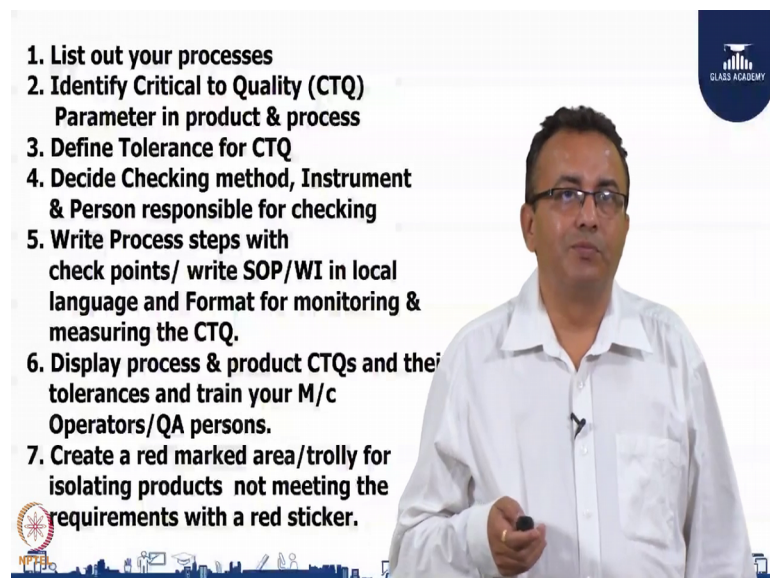 GLASS ACADEMY
1. List out your processes
2. Identify Critical to Quality (CTQ)
Parameter in product & process
3. Define Tolerance for CTQ
4. Decide Checking method, Instrument
& Person responsible for checking
5. Write Process steps with
check points/ write SOP/WI in local
language and Format for monitoring &
measuring the CTQ.
6. Display process & product CTQs and thei
tolerances and train your M/c
Operators/QA persons.
7. Create a red marked area/trolly for
isolating products not meeting the
requirements with a red sticker.
NPTEL